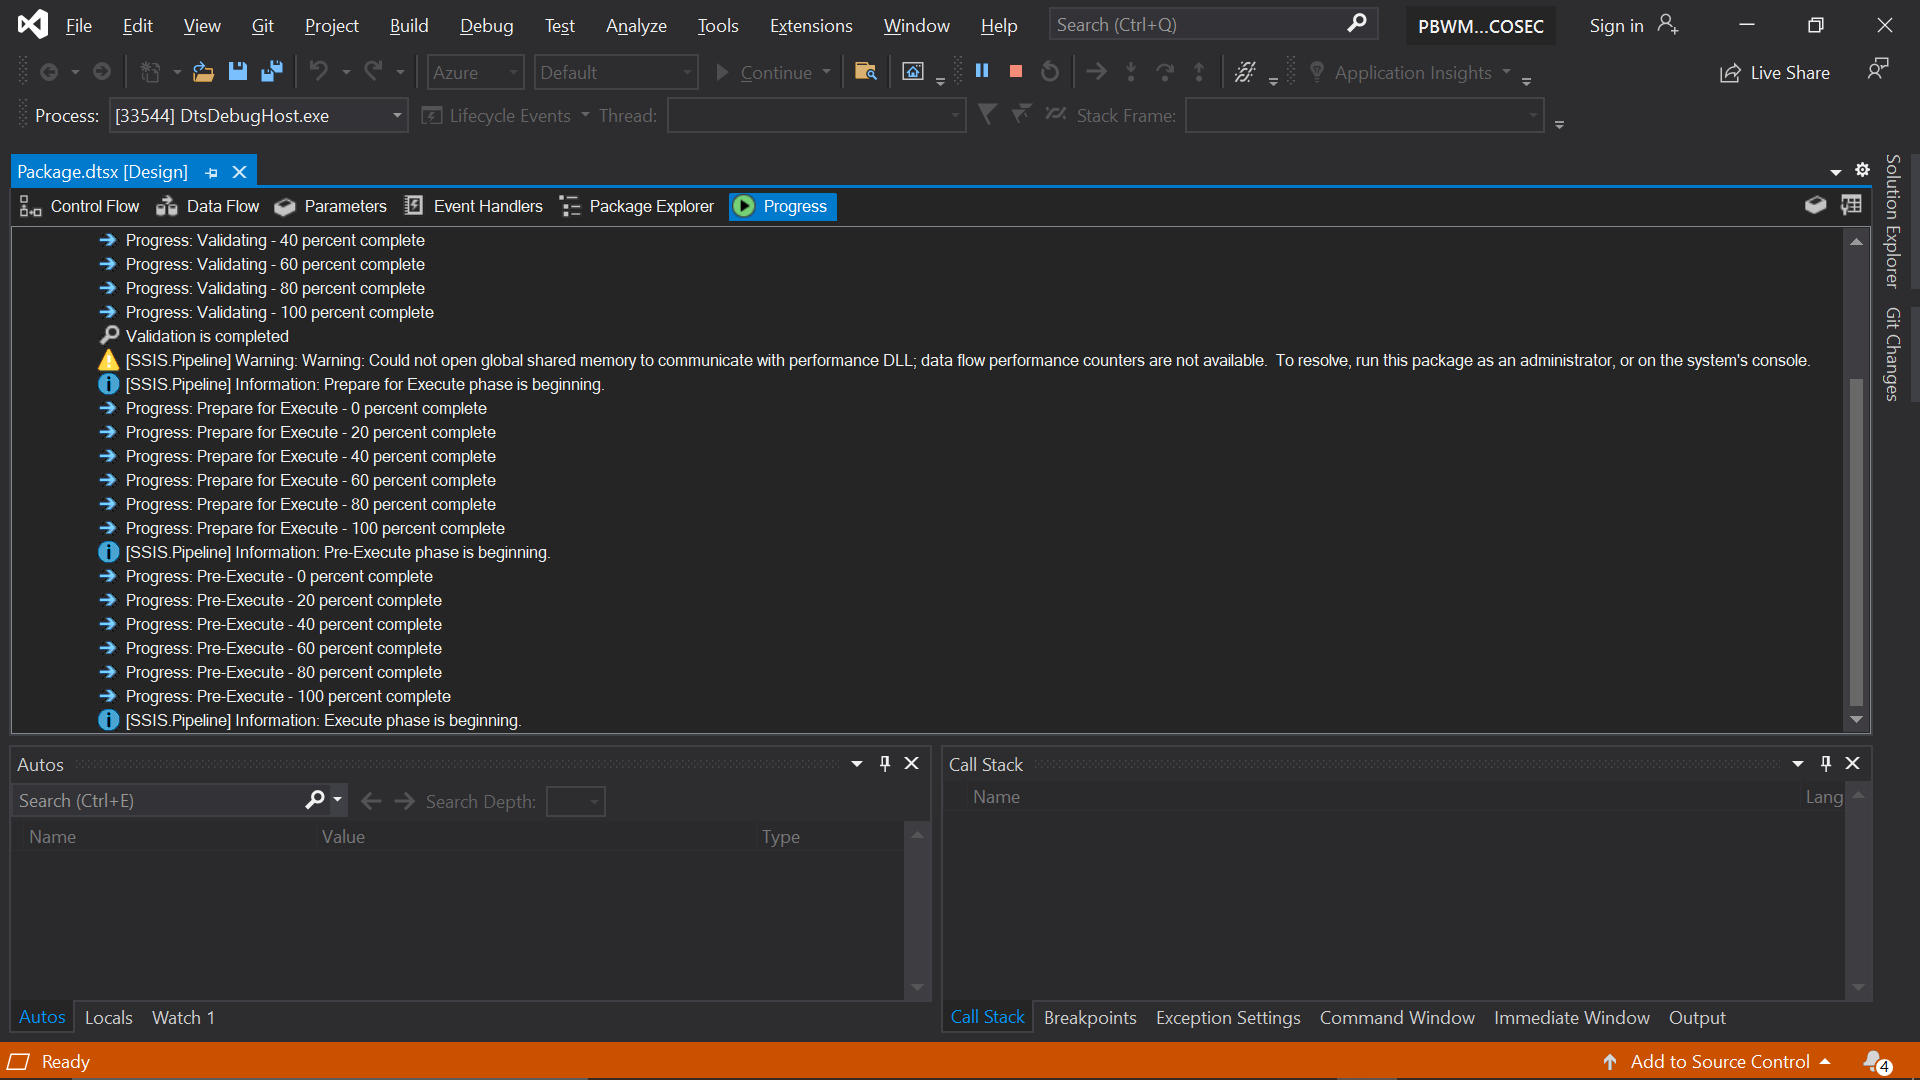 File Edit View Git Project Build Debug Test Analyze Tools Extensions Window Help Search (Ctrl+Q) PBWM...COSEC Sign in
Azure Default Continue Application Insights Live Share
Process: [33544] DtsDebugHost.exe Lifecycle Events Thread: Stack Frame:
Package.dtsx [Design]
Control Flow Data Flow Parameters Event Handlers Package Explorer Progress
Progress: Validating - 40 percent complete
Progress: Validating - 60 percent complete
Progress: Validating - 80 percent complete
Progress: Validating - 100 percent complete
Validation is completed
[SSIS.Pipeline] Warning: Warning: Could not open global shared memory to communicate with performance DLL; data flow performance counters are not available.  To resolve, run this package as an administrator, or on the system's console.
[SSIS.Pipeline] Information: Prepare for Execute phase is beginning.
Progress: Prepare for Execute - 0 percent complete
Progress: Prepare for Execute - 20 percent complete
Progress: Prepare for Execute - 40 percent complete
Progress: Prepare for Execute - 60 percent complete
Progress: Prepare for Execute - 80 percent complete
Progress: Prepare for Execute - 100 percent complete
[SSIS.Pipeline] Information: Pre-Execute phase is beginning.
Progress: Pre-Execute - 0 percent complete
Progress: Pre-Execute - 20 percent complete
Progress: Pre-Execute - 40 percent complete
Progress: Pre-Execute - 60 percent complete
Progress: Pre-Execute - 80 percent complete
Progress: Pre-Execute - 100 percent complete
[SSIS.Pipeline] Information: Execute phase is beginning.
Solution Explorer
Git Changes
Autos
Search (Ctrl+E) Search Depth:
Name Value Type
Autos Locals Watch 1
Call Stack
Name Lang
Call Stack Breakpoints Exception Settings Command Window Immediate Window Output
Ready Add to Source Control 4